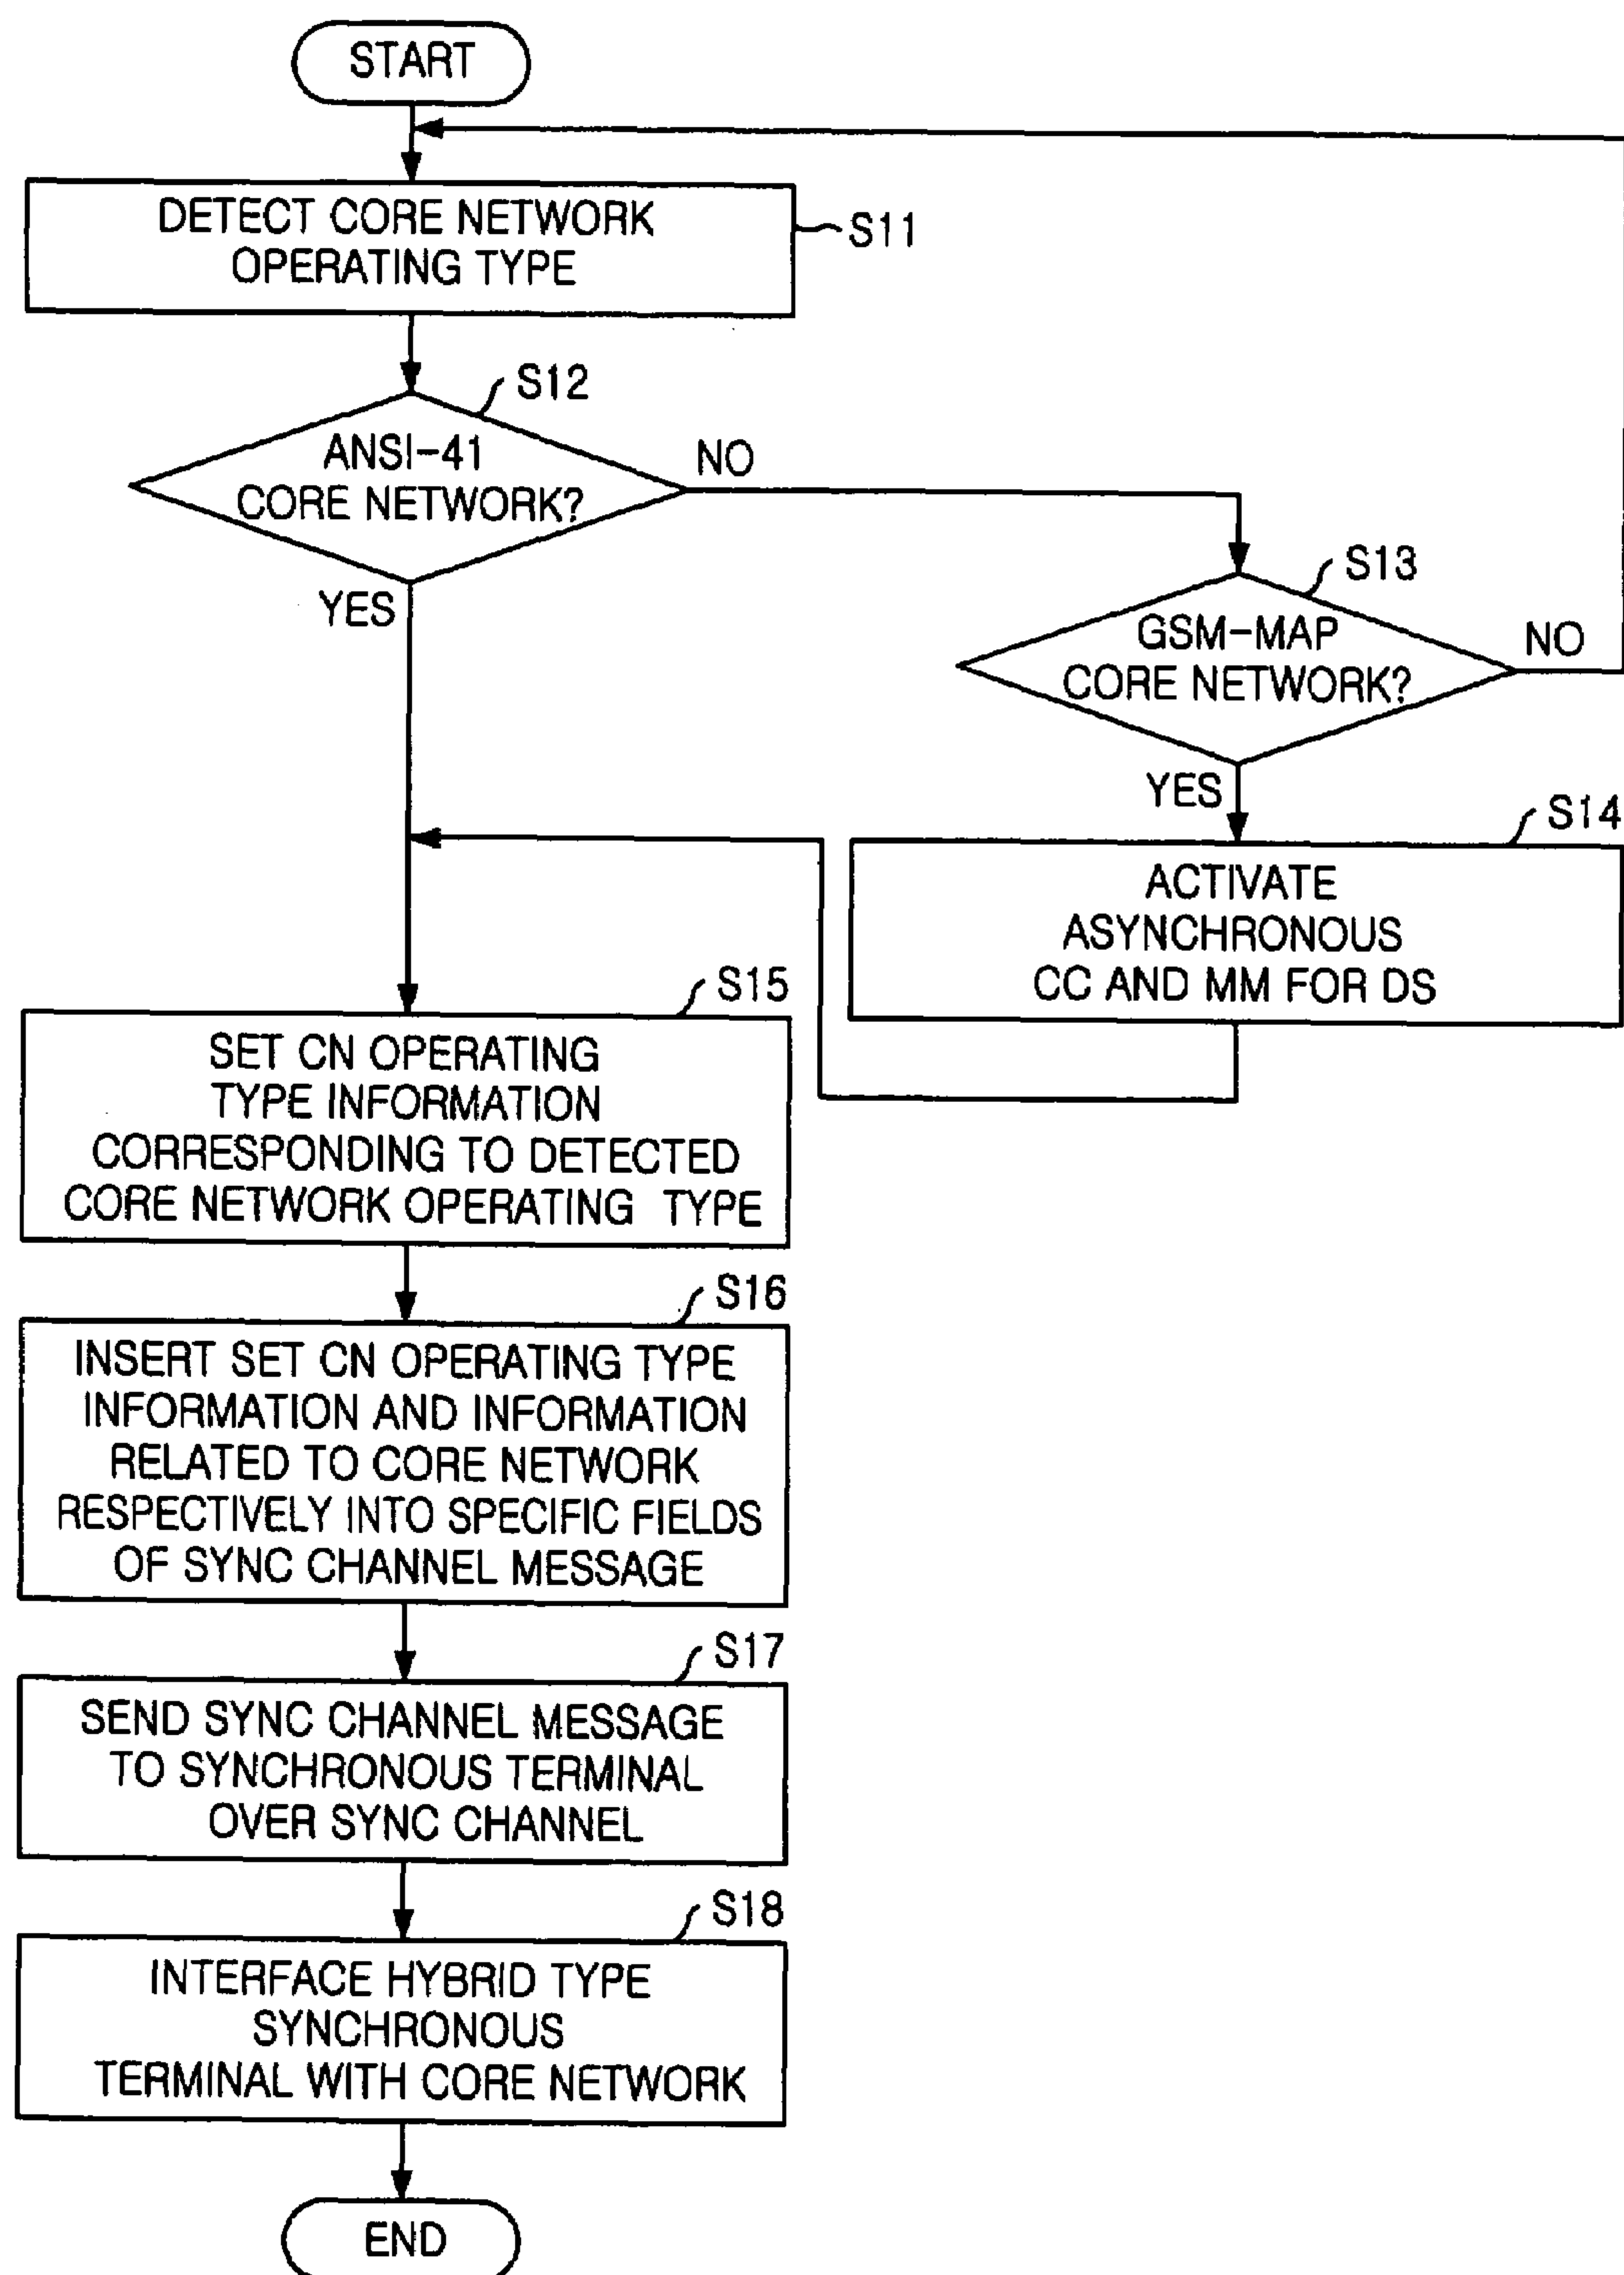 START
DETECT CORE NETWORK
OPERATING TYPE
S11
S12
ANSI-41
CORE NETWORK?
NO
YES
S13
GSM-MAP
CORE NETWORK?
NO
YES
S14
ACTIVATE
ASYNCHRONOUS
CC AND MM FOR DS
S15
SET CN OPERATING
TYPE INFORMATION
CORRESPONDING TO DETECTED
CORE NETWORK OPERATING TYPE
S16
INSERT SET CN OPERATING TYPE
INFORMATION AND INFORMATION
RELATED TO CORE NETWORK
RESPECTIVELY INTO SPECIFIC FIELDS
OF SYNC CHANNEL MESSAGE
S17
SEND SYNC CHANNEL MESSAGE
TO SYNCHRONOUS TERMINAL
OVER SYNC CHANNEL
S18
INTERFACE HYBRID TYPE
SYNCHRONOUS
TERMINAL WITH CORE NETWORK
END